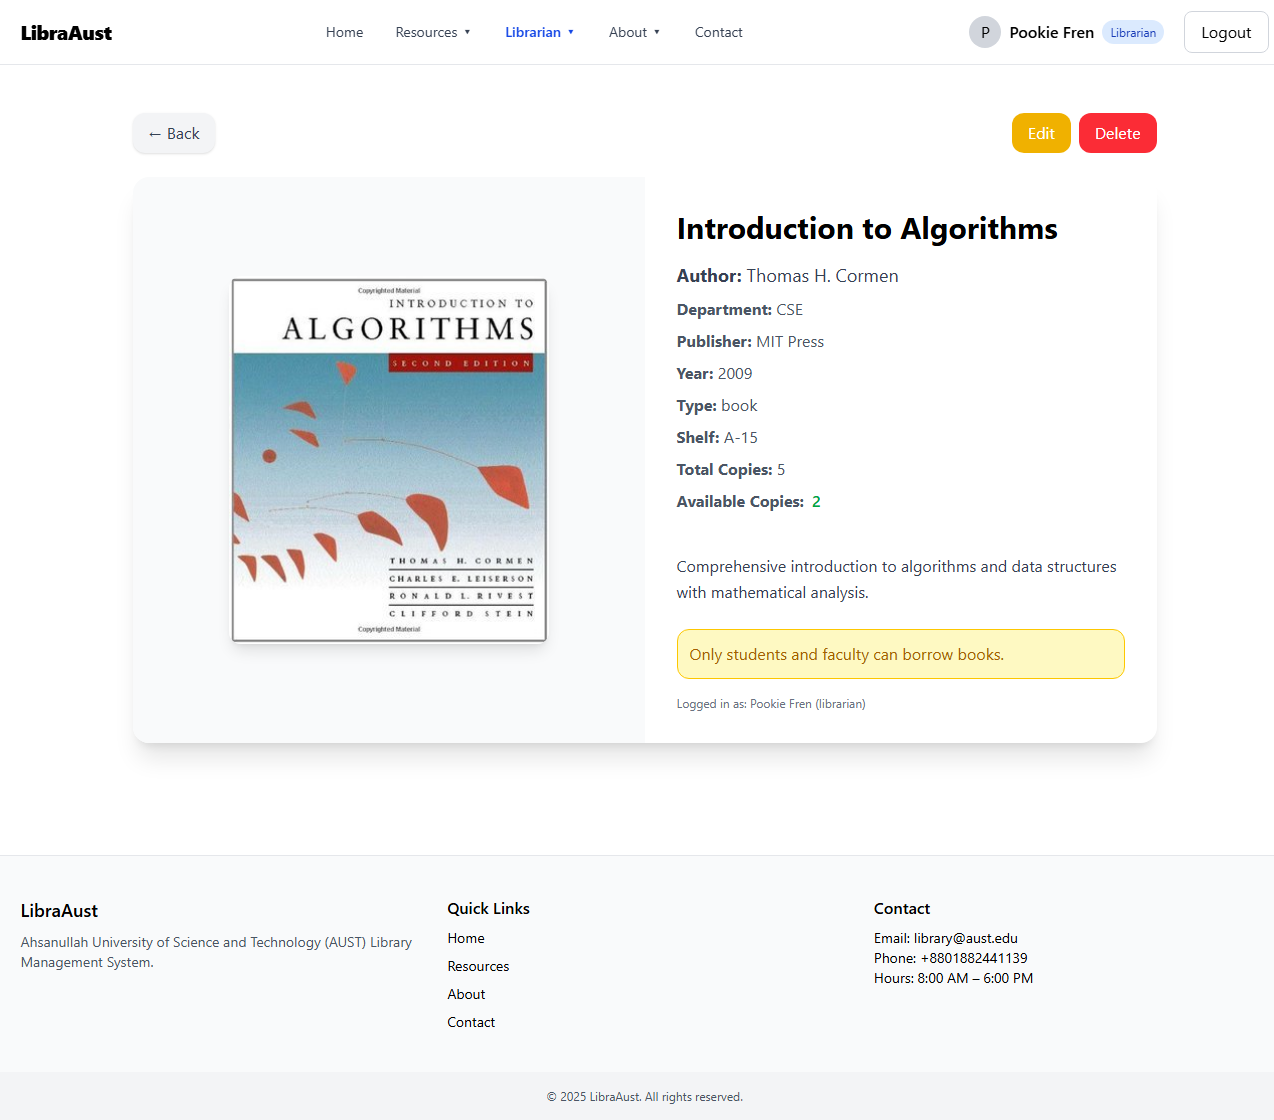 LibraAust
Home
Resources ▼
Librarian ▼
About ▼
Contact
P
Pookie Fren
Librarian
Logout
← Back
Edit
Delete
Copyrighted Material
INTRODUCTION TO
ALGORITHMS
SECOND EDITION
THOMAS H. CORMEN
CHARLES E. LEISERSON
RONALD L. RIVEST
CLIFFORD STEIN
Copyrighted Material
Introduction to Algorithms
Author: Thomas H. Cormen
Department: CSE
Publisher: MIT Press
Year: 2009
Type: book
Shelf: A-15
Total Copies: 5
Available Copies: 2
Comprehensive introduction to algorithms and data structures
with mathematical analysis.
Only students and faculty can borrow books.
Logged in as: Pookie Fren (librarian)
LibraAust
Ahsanullah University of Science and Technology (AUST) Library
Management System.
Quick Links
Home
Resources
About
Contact
Contact
Email: library@aust.edu
Phone: +8801882441139
Hours: 8:00 AM – 6:00 PM
© 2025 LibraAust. All rights reserved.